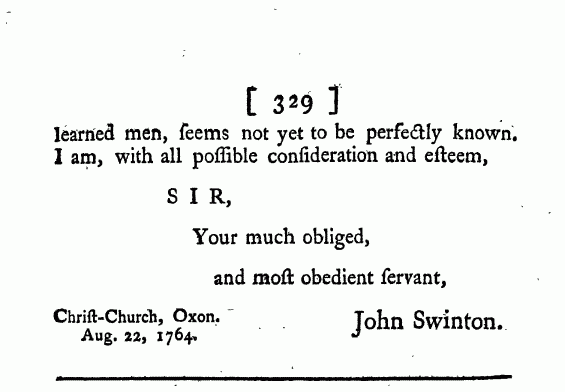 [ 329 ]
learned men, ſeems not yet to be perfectly known.
I am, with all poſſible conſideration and eſteem,
S I R,
Your much obliged,
and moſt obedient ſervant,
Chriſt-Church, Oxon.
Aug. 22, 1764.
John Swinton.